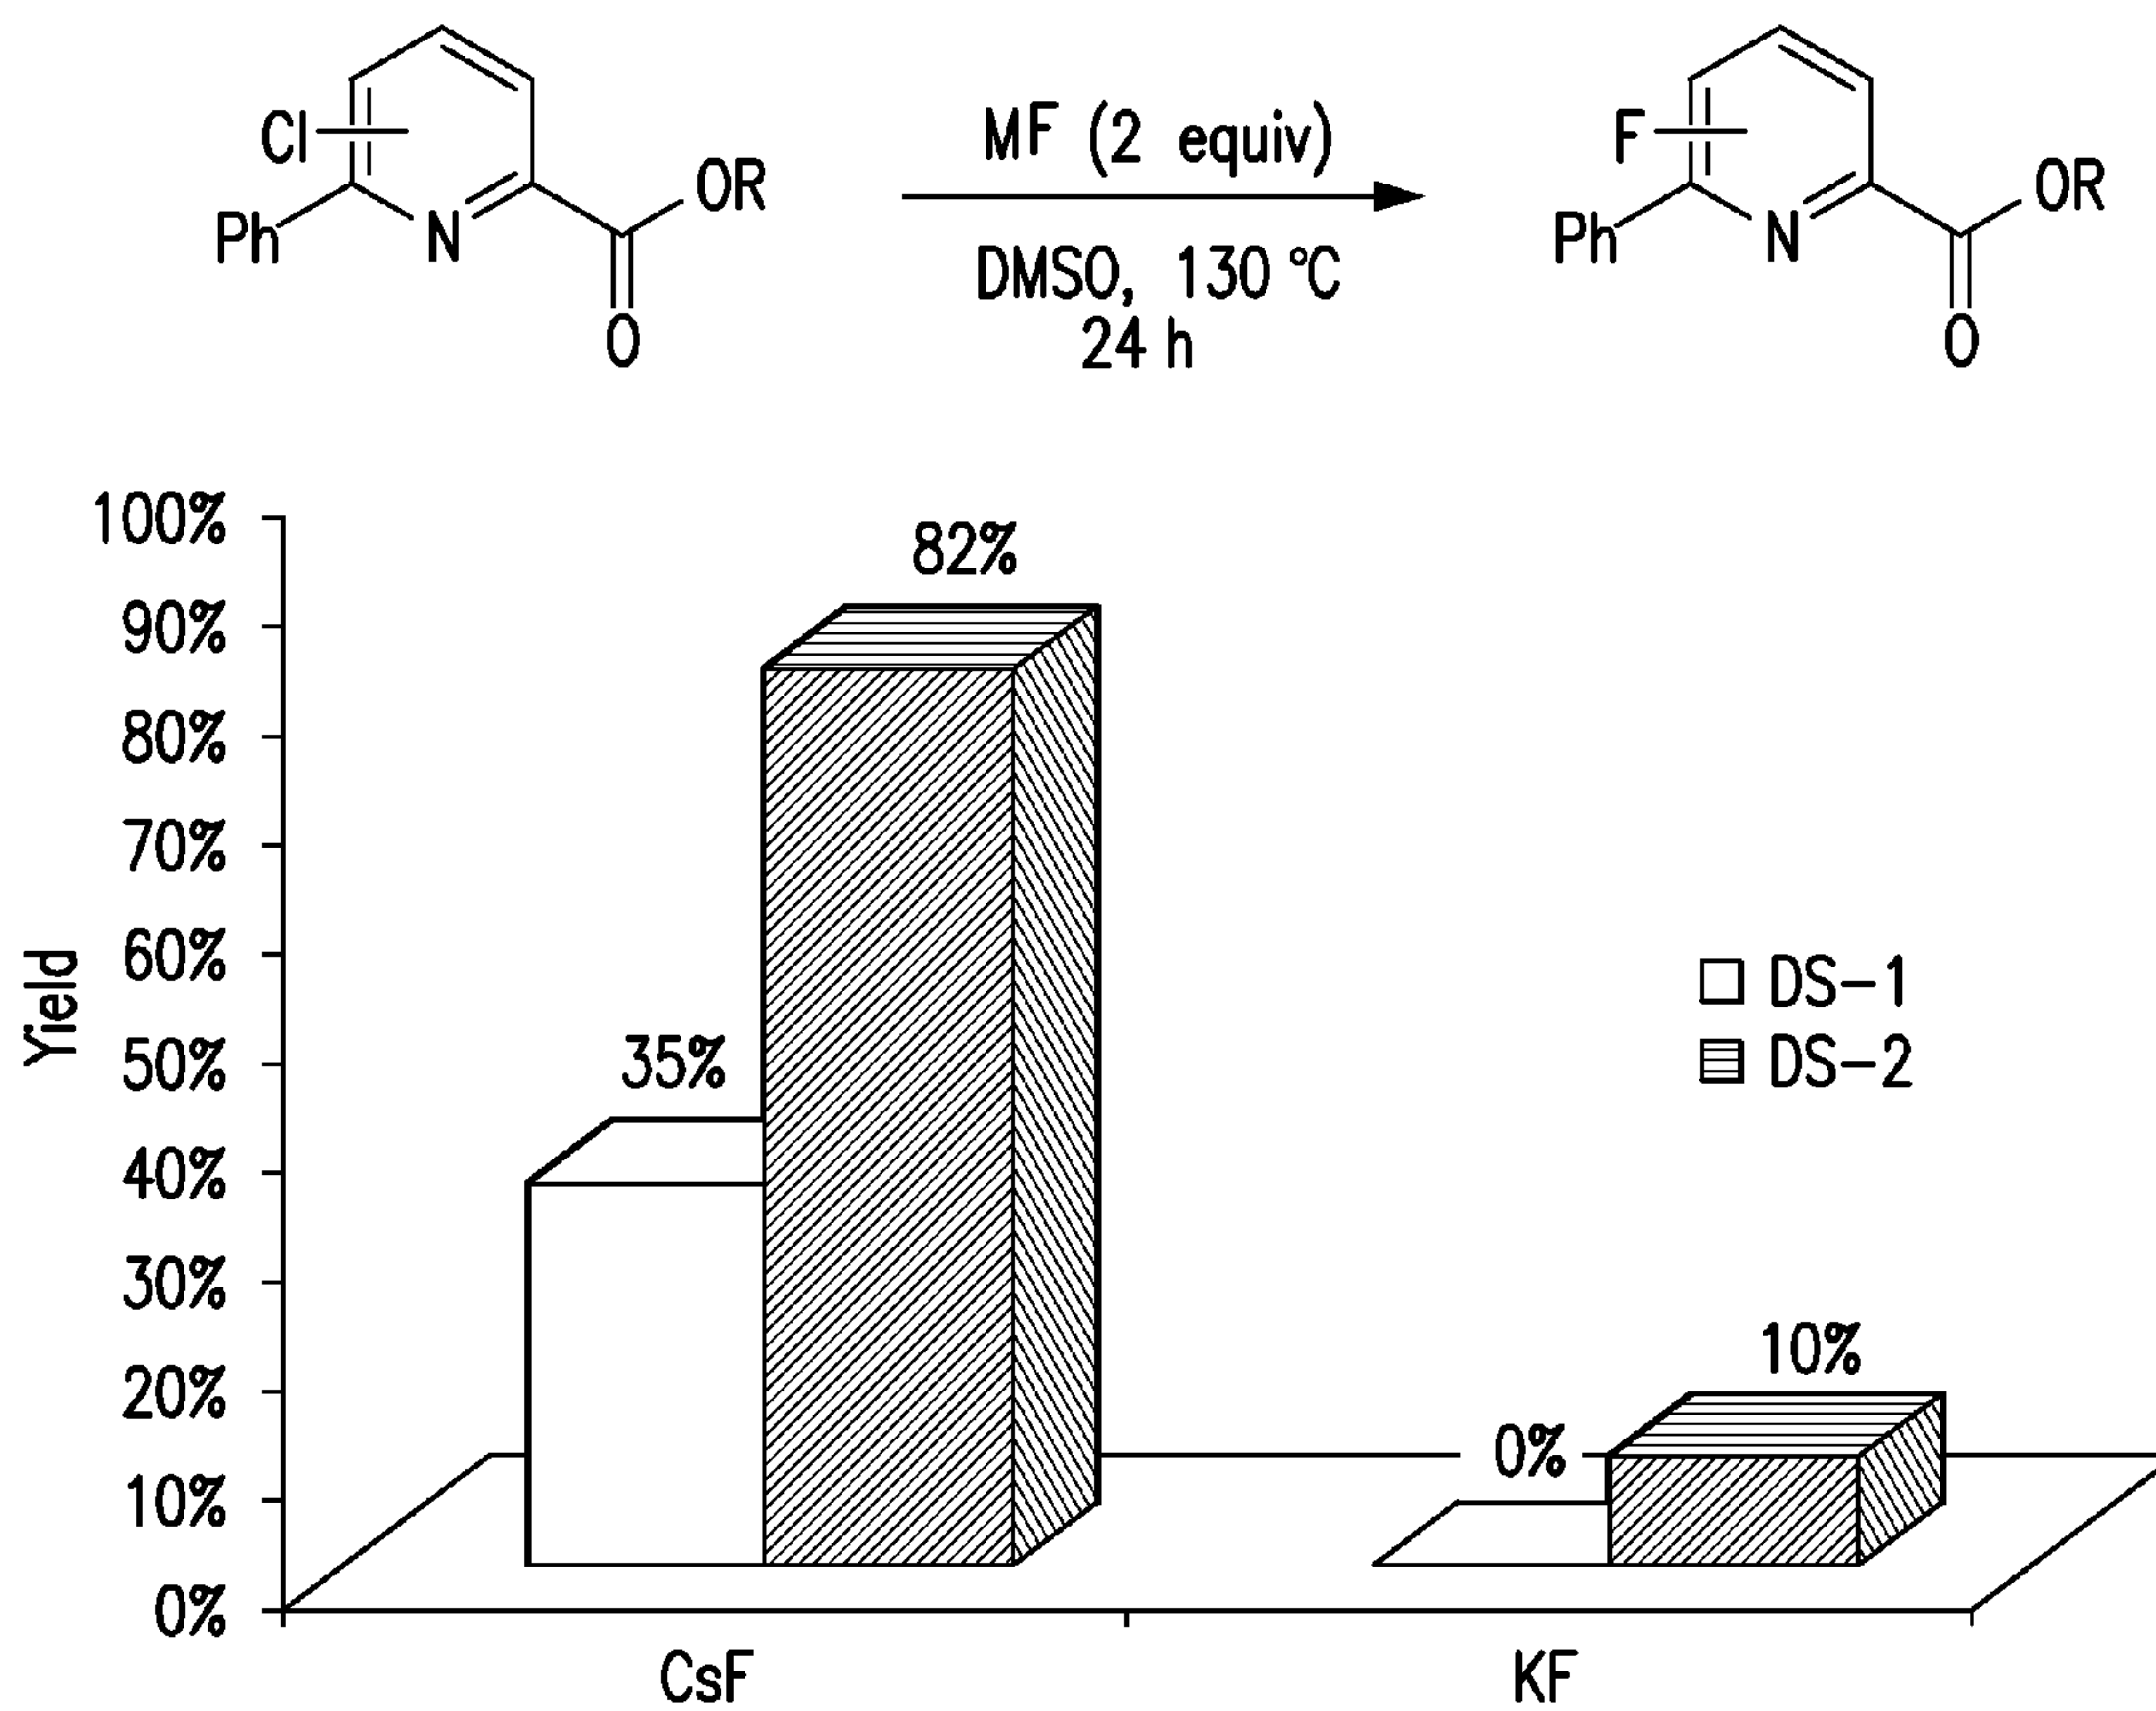 Cl
Ph
N
OR
O
MF (2 equiv)
DMSO, 130 °C
24 h
F
Ph
N
OR
O
100%
90%
80%
70%
60%
50%
40%
30%
20%
10%
0%
Yield
82%
35%
10%
0%
DS-1
DS-2
CsF
KF